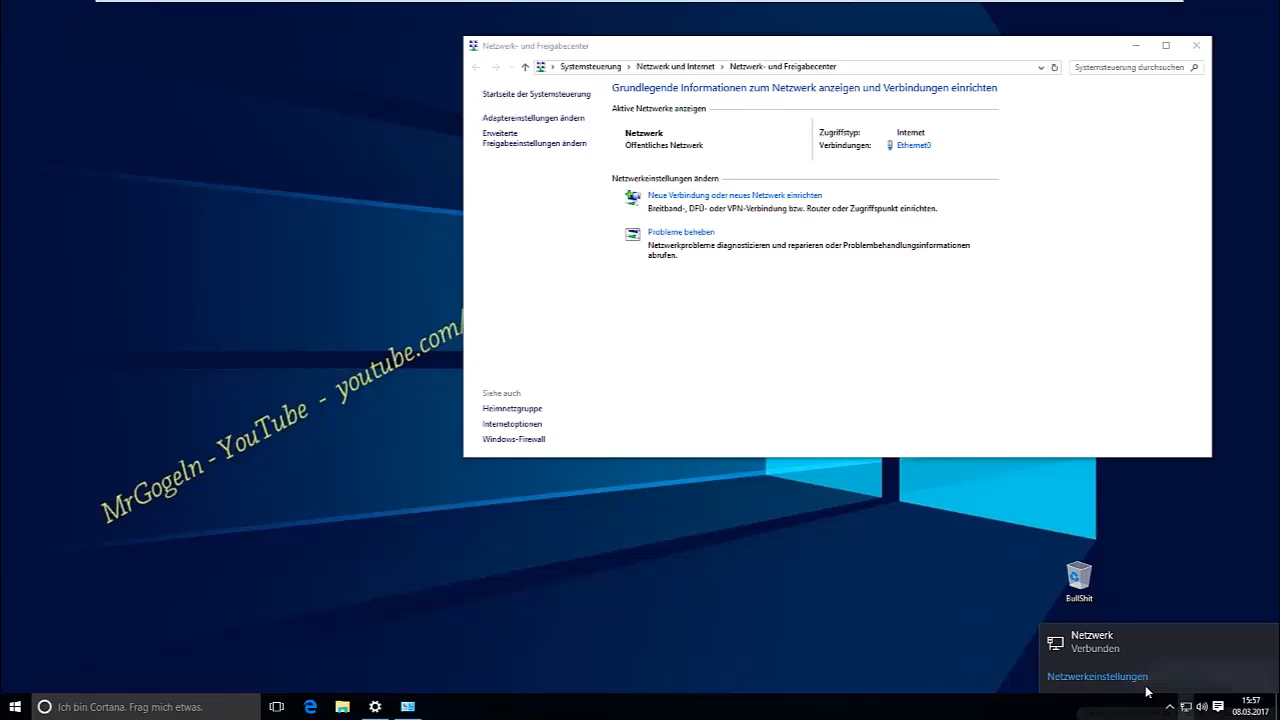 Netzwerk- und Freigabecenter
Systemsteuerung
Netzwerk und Internet
Netzwerk- und Freigabecenter
Systemsteuerung durchsuchen
Startseite der Systemsteuerung
Adaptereinstellungen ändern
Erweiterte
Freigabeeinstellungen ändern
Grundlegende Informationen zum Netzwerk anzeigen und Verbindungen einrichten
Aktive Netzwerke anzeigen
Netzwerk
Öffentliches Netzwerk
Zugriffstyp: Internet
Verbindungen: Ethernet0
Netzwerkeinstellungen ändern
Neue Verbindung oder neues Netzwerk einrichten
Breitband-, DFÜ- oder VPN-Verbindung bzw. Router oder Zugriffspunkt einrichten.
Probleme beheben
Netzwerkprobleme diagnostizieren und reparieren oder Problembehandlungsinformationen
abrufen.
Siehe auch
Heimnetzgruppe
Internetoptionen
Windows-Firewall
MrGogeln - YouTube - youtube.com/
BullShit
Netzwerk
Verbunden
Netzwerkeinstellungen
Ich bin Cortana. Frag mich etwas.
15:57
08.03.2017